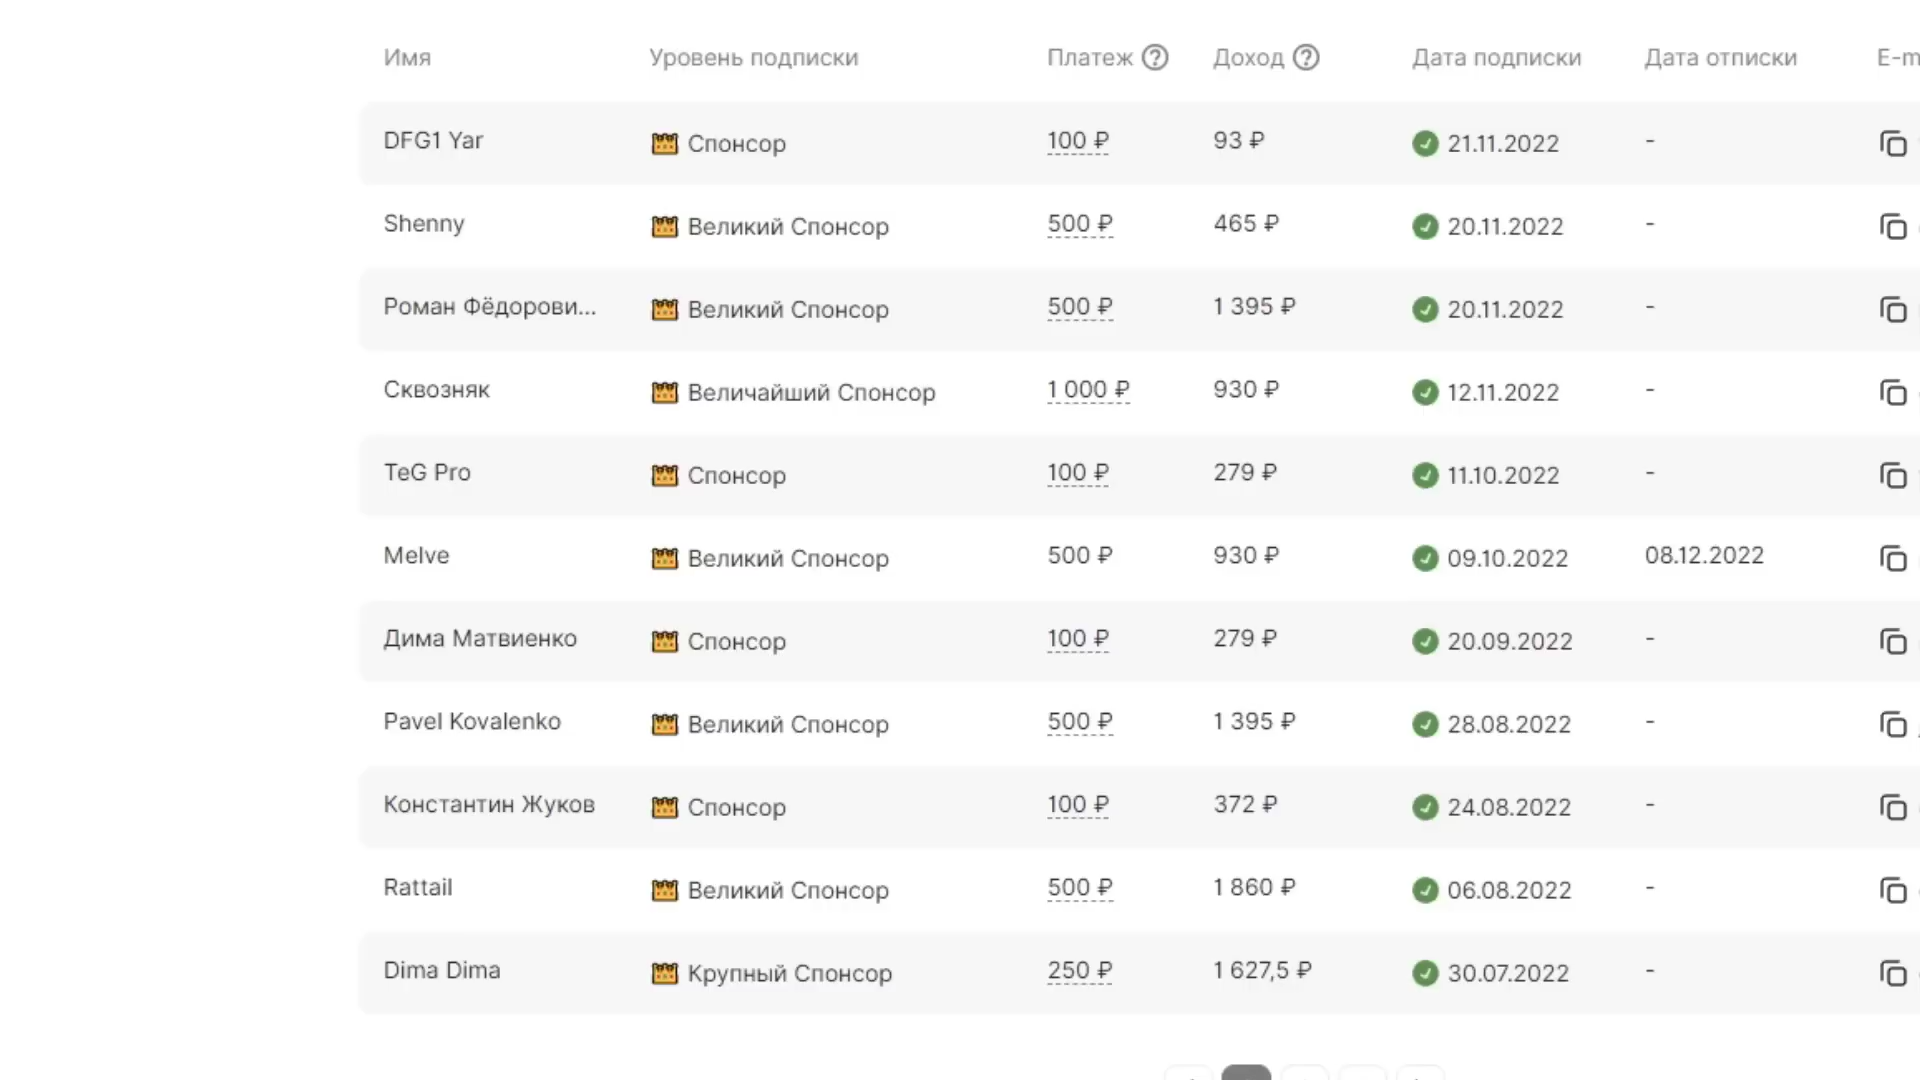 Имя Уровень подписки Платеж Доход Дата подписки Дата отписки E-m
DFG1 Yar Спонсор 100 ₽ 93 ₽ 21.11.2022 -
Shenny Великий Спонсор 500 ₽ 465 ₽ 20.11.2022 -
Роман Фёдорови... Великий Спонсор 500 ₽ 1 395 ₽ 20.11.2022 -
Сквозняк Величайший Спонсор 1 000 ₽ 930 ₽ 12.11.2022 -
TeG Pro Спонсор 100 ₽ 279 ₽ 11.10.2022 -
Melve Великий Спонсор 500 ₽ 930 ₽ 09.10.2022 08.12.2022
Дима Матвиенко Спонсор 100 ₽ 279 ₽ 20.09.2022 -
Pavel Kovalenko Великий Спонсор 500 ₽ 1 395 ₽ 28.08.2022 -
Константин Жуков Спонсор 100 ₽ 372 ₽ 24.08.2022 -
Rattail Великий Спонсор 500 ₽ 1 860 ₽ 06.08.2022 -
Dima Dima Крупный Спонсор 250 ₽ 1 627,5 ₽ 30.07.2022 -